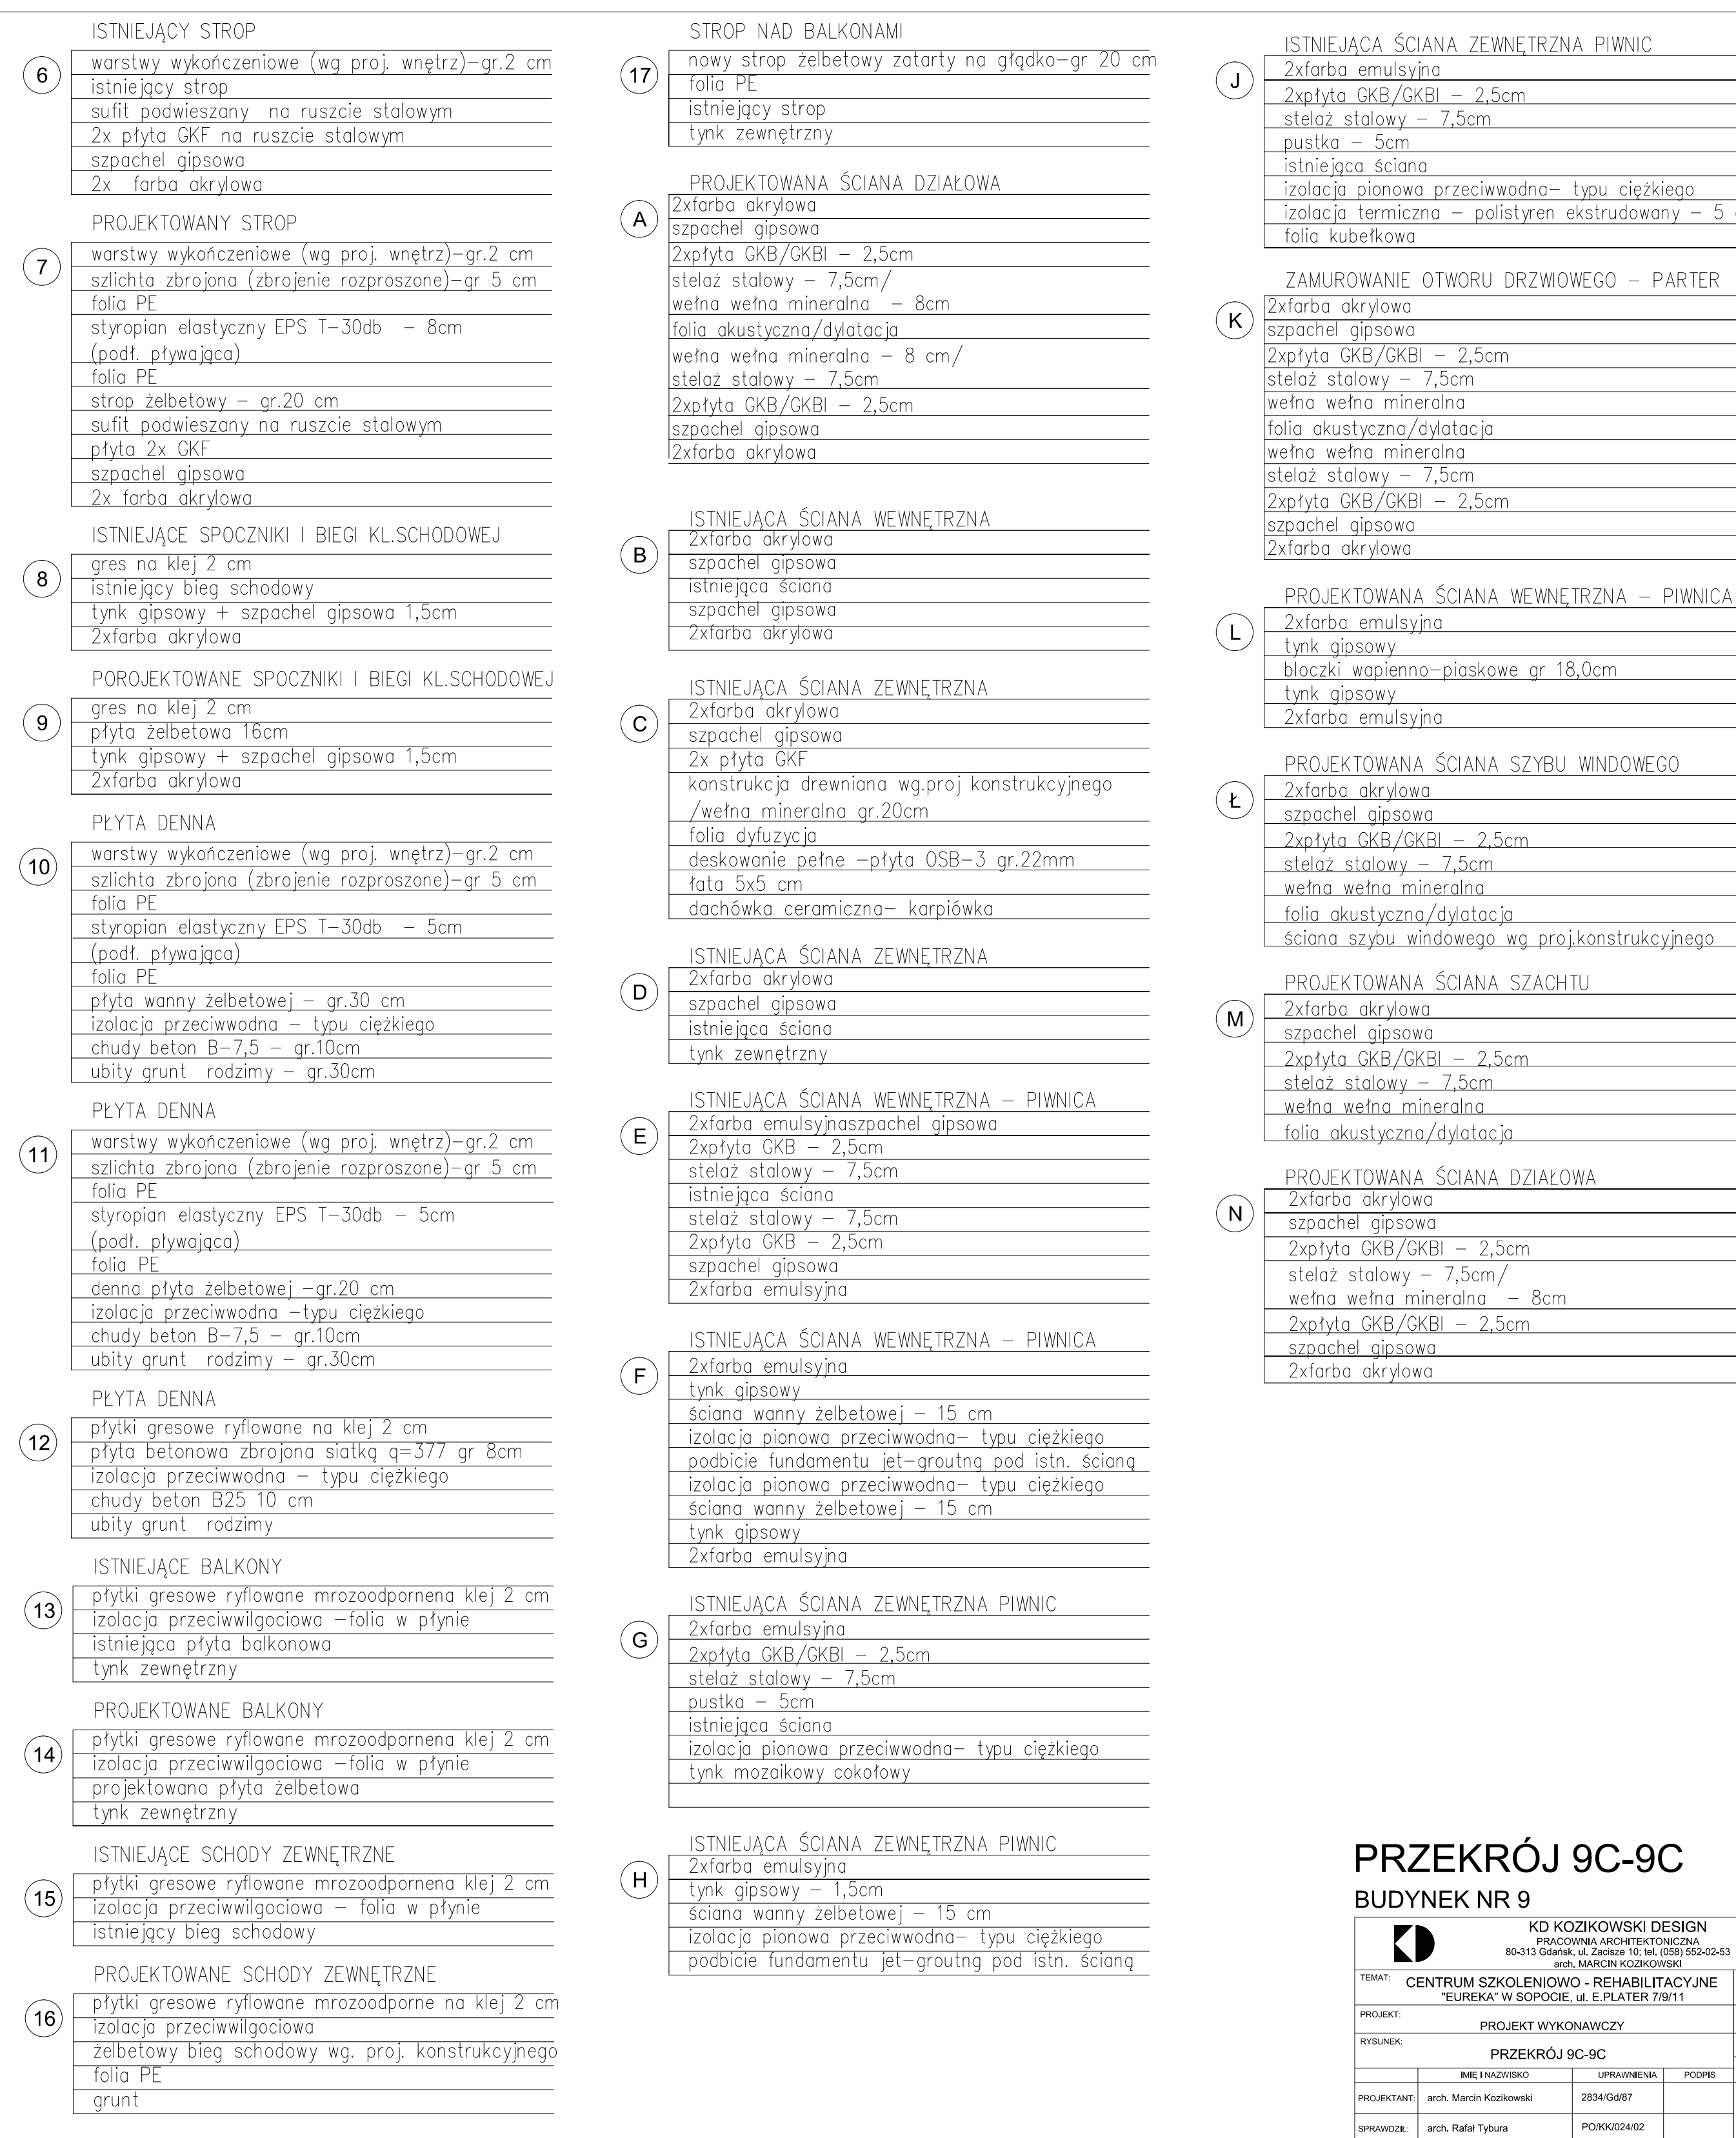 ISTNIEJĄCY STROP
6
warstwy wykończeniowe (wg proj. wnętrz)–gr.2 cm
istniejący strop
sufit podwieszany na ruszcie stalowym
2x płyta GKF na ruszcie stalowym
szpachel gipsowa
2x farba akrylowa
PROJEKTOWANY STROP
7
warstwy wykończeniowe (wg proj. wnętrz)–gr.2 cm
szlichta zbrojona (zbrojenie rozproszone)–gr 5 cm
folia PE
styropian elastyczny EPS T–30db – 8cm
(podł. pływająca)
folia PE
strop żelbetowy – gr.20 cm
sufit podwieszany na ruszcie stalowym
płyta 2x GKF
szpachel gipsowa
2x farba akrylowa
ISTNIEJĄCE SPOCZNIKI I BIEGI KL.SCHODOWEJ
8
gres na klej 2 cm
istniejący bieg schodowy
tynk gipsowy + szpachel gipsowa 1,5cm
2xfarba akrylowa
POROJEKTOWANE SPOCZNIKI I BIEGI KL.SCHODOWEJ
9
gres na klej 2 cm
płyta żelbetowa 16cm
tynk gipsowy + szpachel gipsowa 1,5cm
2xfarba akrylowa
PŁYTA DENNA
10
warstwy wykończeniowe (wg proj. wnętrz)–gr.2 cm
szlichta zbrojona (zbrojenie rozproszone)–gr 5 cm
folia PE
styropian elastyczny EPS T–30db – 5cm
(podł. pływająca)
folia PE
płyta wanny żelbetowej – gr.30 cm
izolacja przeciwwodna – typu ciężkiego
chudy beton B–7,5 – gr.10cm
ubity grunt rodzimy – gr.30cm
PŁYTA DENNA
11
warstwy wykończeniowe (wg proj. wnętrz)–gr.2 cm
szlichta zbrojona (zbrojenie rozproszone)–gr 5 cm
folia PE
styropian elastyczny EPS T–30db – 5cm
(podł. pływająca)
folia PE
denna płyta żelbetowej –gr.20 cm
izolacja przeciwwodna –typu ciężkiego
chudy beton B–7,5 – gr.10cm
ubity grunt rodzimy – gr.30cm
PŁYTA DENNA
12
płytki gresowe ryflowane na klej 2 cm
płyta betonowa zbrojona siatką q=377 gr 8cm
izolacja przeciwwodna – typu ciężkiego
chudy beton B25 10 cm
ubity grunt rodzimy
ISTNIEJĄCE BALKONY
13
płytki gresowe ryflowane mrozoodpornena klej 2 cm
izolacja przeciwwilgociowa –folia w płynie
istniejąca płyta balkonowa
tynk zewnętrzny
PROJEKTOWANE BALKONY
14
płytki gresowe ryflowane mrozoodpornena klej 2 cm
izolacja przeciwwilgociowa –folia w płynie
projektowana płyta żelbetowa
tynk zewnętrzny
ISTNIEJĄCE SCHODY ZEWNĘTRZNE
15
płytki gresowe ryflowane mrozoodpornena klej 2 cm
izolacja przeciwwilgociowa – folia w płynie
istniejący bieg schodowy
PROJEKTOWANE SCHODY ZEWNĘTRZNE
16
płytki gresowe ryflowane mrozoodporne na klej 2 cm
izolacja przeciwwilgociowa
żelbetowy bieg schodowy wg. proj. konstrukcyjnego
folia PE
grunt
STROP NAD BALKONAMI
17
nowy strop żelbetowy zatarty na głądko–gr 20 cm
folia PE
istniejący strop
tynk zewnętrzny
PROJEKTOWANA ŚCIANA DZIAŁOWA
A
2xfarba akrylowa
szpachel gipsowa
2xpłyta GKB/GKBI – 2,5cm
stelaż stalowy – 7,5cm/
wełna wełna mineralna – 8cm
folia akustyczna/dylatacja
wełna wełna mineralna – 8 cm/
stelaż stalowy – 7,5cm
2xpłyta GKB/GKBI – 2,5cm
szpachel gipsowa
2xfarba akrylowa
ISTNIEJĄCA ŚCIANA WEWNĘTRZNA
B
2xfarba akrylowa
szpachel gipsowa
istniejąca ściana
szpachel gipsowa
2xfarba akrylowa
ISTNIEJĄCA ŚCIANA ZEWNĘTRZNA
C
2xfarba akrylowa
szpachel gipsowa
2x płyta GKF
konstrukcja drewniana wg.proj konstrukcyjnego
/wełna mineralna gr.20cm
folia dyfuzycja
deskowanie pełne –płyta OSB–3 gr.22mm
łata 5x5 cm
dachówka ceramiczna– karpiówka
ISTNIEJĄCA ŚCIANA ZEWNĘTRZNA
D
2xfarba akrylowa
szpachel gipsowa
istniejąca ściana
tynk zewnętrzny
ISTNIEJĄCA ŚCIANA WEWNĘTRZNA – PIWNICA
E
2xfarba emulsyjnaszpachel gipsowa
2xpłyta GKB – 2,5cm
stelaż stalowy – 7,5cm
istniejąca ściana
stelaż stalowy – 7,5cm
2xpłyta GKB – 2,5cm
szpachel gipsowa
2xfarba emulsyjna
ISTNIEJĄCA ŚCIANA WEWNĘTRZNA – PIWNICA
F
2xfarba emulsyjna
tynk gipsowy
ściana wanny żelbetowej – 15 cm
izolacja pionowa przeciwwodna– typu ciężkiego
podbicie fundamentu jet–groutng pod istn. ścianą
izolacja pionowa przeciwwodna– typu ciężkiego
ściana wanny żelbetowej – 15 cm
tynk gipsowy
2xfarba emulsyjna
ISTNIEJĄCA ŚCIANA ZEWNĘTRZNA PIWNIC
G
2xfarba emulsyjna
2xpłyta GKB/GKBI – 2,5cm
stelaż stalowy – 7,5cm
pustka – 5cm
istniejąca ściana
izolacja pionowa przeciwwodna– typu ciężkiego
tynk mozaikowy cokołowy
ISTNIEJĄCA ŚCIANA ZEWNĘTRZNA PIWNIC
H
2xfarba emulsyjna
tynk gipsowy – 1,5cm
ściana wanny żelbetowej – 15 cm
izolacja pionowa przeciwwodna– typu ciężkiego
podbicie fundamentu jet–groutng pod istn. ścianą
ISTNIEJĄCA ŚCIANA ZEWNĘTRZNA PIWNIC
J
2xfarba emulsyjna
2xpłyta GKB/GKBI – 2,5cm
stelaż stalowy – 7,5cm
pustka – 5cm
istniejąca ściana
izolacja pionowa przeciwwodna– typu ciężkiego
izolacja termiczna – polistyren ekstrudowany – 5
folia kubełkowa
ZAMUROWANIE OTWORU DRZWIOWEGO – PARTER
K
2xfarba akrylowa
szpachel gipsowa
2xpłyta GKB/GKBI – 2,5cm
stelaż stalowy – 7,5cm
wełna wełna mineralna
folia akustyczna/dylatacja
wełna wełna mineralna
stelaż stalowy – 7,5cm
2xpłyta GKB/GKBI – 2,5cm
szpachel gipsowa
2xfarba akrylowa
PROJEKTOWANA ŚCIANA WEWNĘTRZNA – PIWNICA
L
2xfarba emulsyjna
tynk gipsowy
bloczki wapienno–piaskowe gr 18,0cm
tynk gipsowy
2xfarba emulsyjna
PROJEKTOWANA ŚCIANA SZYBU WINDOWEGO
Ł
2xfarba akrylowa
szpachel gipsowa
2xpłyta GKB/GKBI – 2,5cm
stelaż stalowy – 7,5cm
wełna wełna mineralna
folia akustyczna/dylatacja
ściana szybu windowego wg proj.konstrukcyjnego
PROJEKTOWANA ŚCIANA SZACHTU
M
2xfarba akrylowa
szpachel gipsowa
2xpłyta GKB/GKBI – 2,5cm
stelaż stalowy – 7,5cm
wełna wełna mineralna
folia akustyczna/dylatacja
PROJEKTOWANA ŚCIANA DZIAŁOWA
N
2xfarba akrylowa
szpachel gipsowa
2xpłyta GKB/GKBI – 2,5cm
stelaż stalowy – 7,5cm/
wełna wełna mineralna – 8cm
2xpłyta GKB/GKBI – 2,5cm
szpachel gipsowa
2xfarba akrylowa
PRZEKRÓJ 9C-9C
BUDYNEK NR 9
KD KOZIKOWSKI DESIGN
PRACOWNIA ARCHITEKTONICZNA
80-313 Gdańsk, ul. Zacisze 10; tel. (058) 552-02-53
arch. MARCIN KOZIKOWSKI
TEMAT: CENTRUM SZKOLENIOWO - REHABILITACYJNE
"EUREKA" W SOPOCIE, ul. E.PLATER 7/9/11
PROJEKT:
PROJEKT WYKONAWCZY
RYSUNEK:
PRZEKRÓJ 9C-9C
IMIĘ I NAZWISKO UPRAWNIENIA PODPIS
PROJEKTANT: arch. Marcin Kozikowski 2834/Gd/87
SPRAWDZIŁ: arch. Rafał Tybura PO/KK/024/02